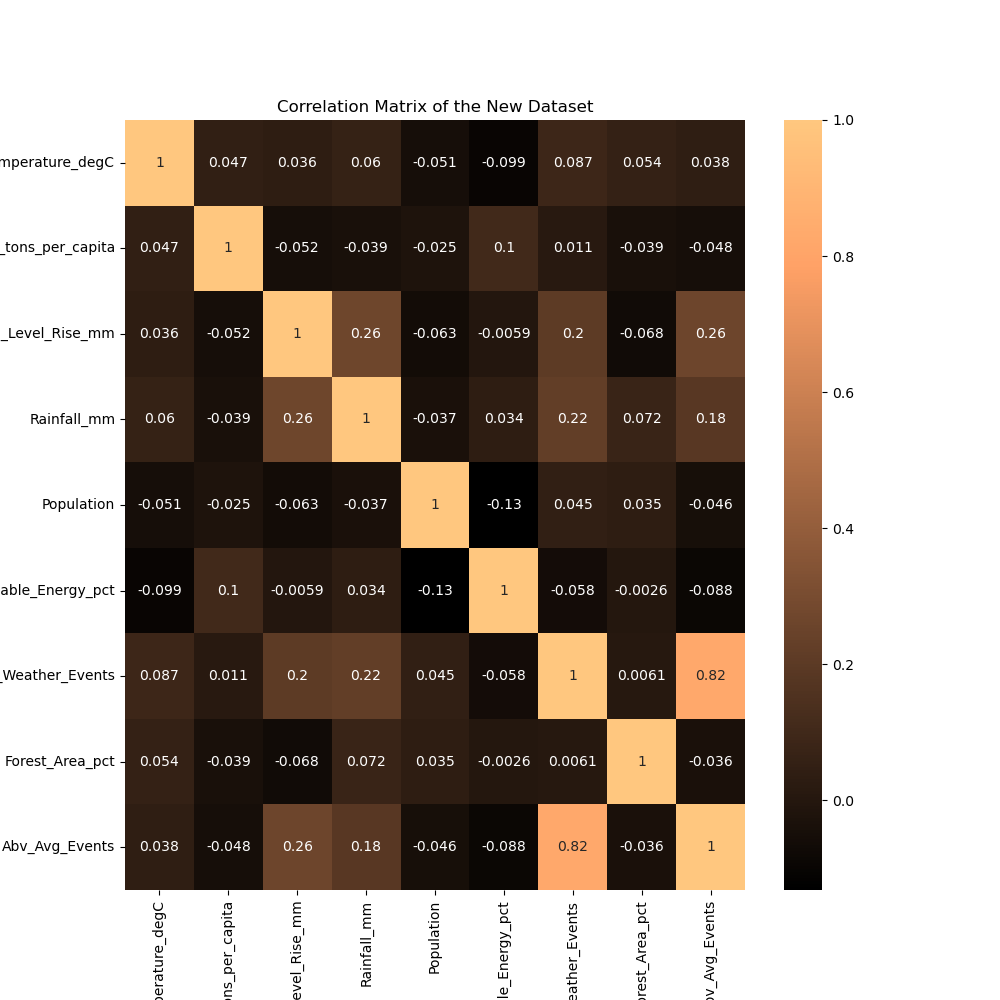 Correlation Matrix of the New Dataset
mperature_degC 1 0.047 0.036 0.06 -0.051 -0.099 0.087 0.054 0.038
_tons_per_capita 0.047 1 -0.052 -0.039 -0.025 0.1 0.011 -0.039 -0.048
_Level_Rise_mm 0.036 -0.052 1 0.26 -0.063 -0.0059 0.2 -0.068 0.26
Rainfall_mm 0.06 -0.039 0.26 1 -0.037 0.034 0.22 0.072 0.18
Population -0.051 -0.025 -0.063 -0.037 1 -0.13 0.045 0.035 -0.046
able_Energy_pct -0.099 0.1 -0.0059 0.034 -0.13 1 -0.058 -0.0026 -0.088
_Weather_Events 0.087 0.011 0.2 0.22 0.045 -0.058 1 0.0061 0.82
Forest_Area_pct 0.054 -0.039 -0.068 0.072 0.035 -0.0026 0.0061 1 -0.036
Abv_Avg_Events 0.038 -0.048 0.26 0.18 -0.046 -0.088 0.82 -0.036 1
perature_degC
ons_per_capita
evel_Rise_mm
Rainfall_mm
Population
le_Energy_pct
eather_Events
rest_Area_pct
bv_Avg_Events
1.0
0.8
0.6
0.4
0.2
0.0